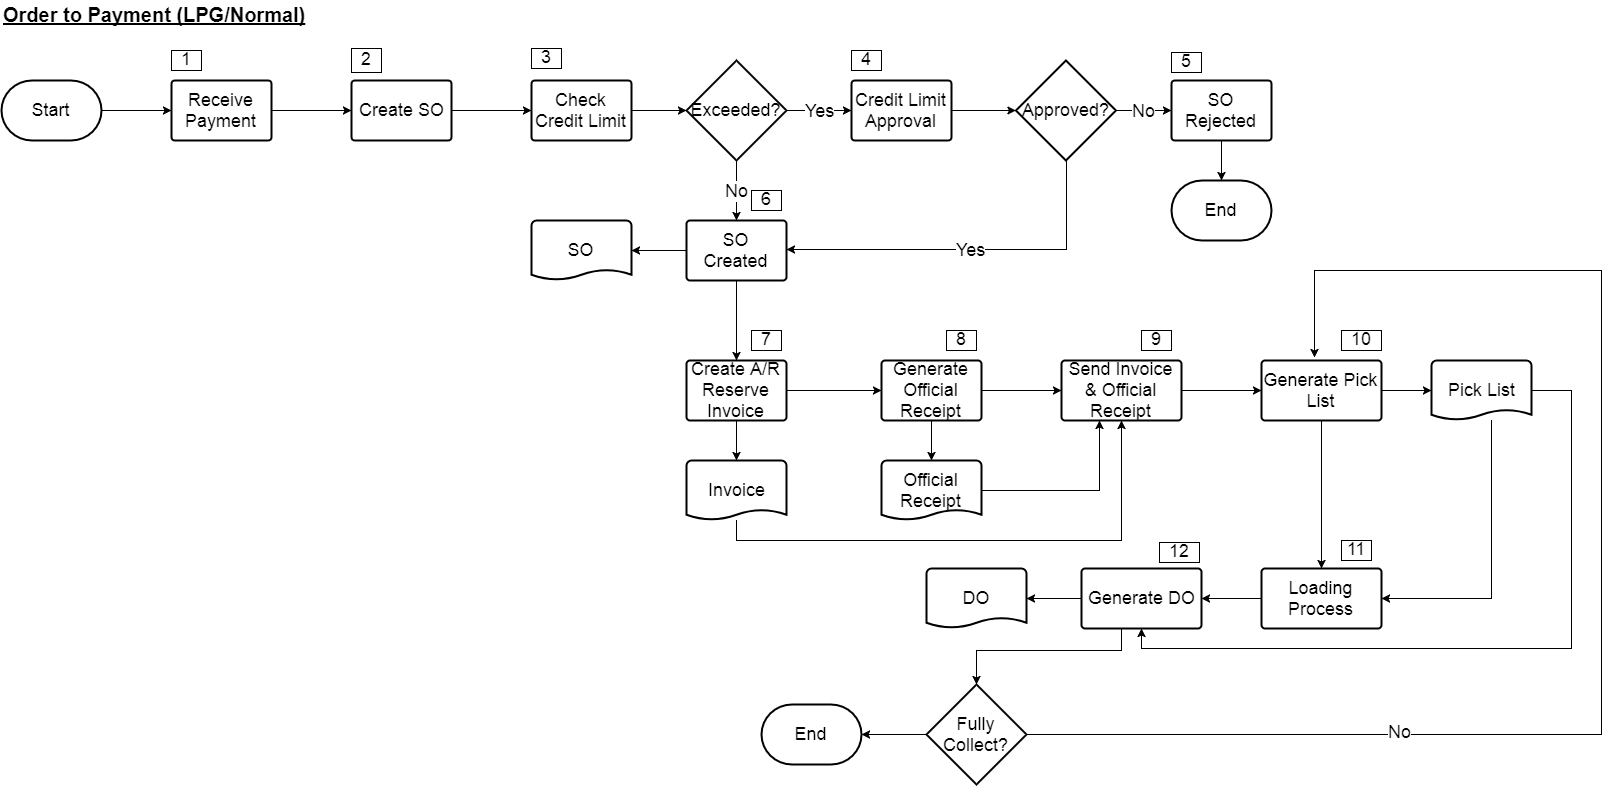 Order to Payment (LPG/Normal)
1
2
3
4
5
Start
Receive
Payment
Create SO
Check
Credit Limit
Exceeded?
Yes
Credit Limit
Approval
Approved?
No
SO
Rejected
End
No
6
SO
SO
Created
Yes
7
8
9
10
Create A/R
Reserve
Invoice
Generate
Official
Receipt
Send Invoice
& Official
Receipt
Generate Pick
List
Pick List
Invoice
Official
Receipt
12
11
DO
Generate DO
Loading
Process
End
Fully
Collect?
No